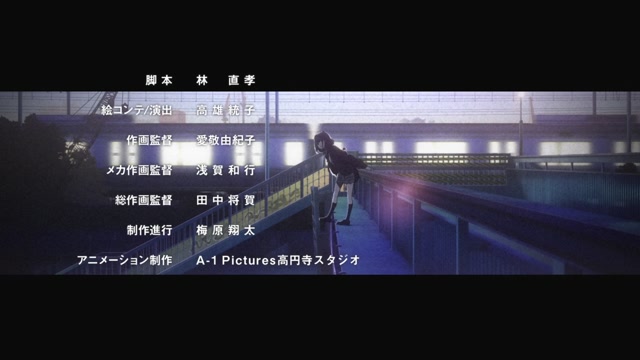 脚本 林 直孝
絵コンテ/演出 高雄統子
作画監督 愛敬由紀子
メカ作画監督 浅賀和行
総作画監督 田中将賀
制作進行 梅原翔太
アニメーション制作 A-1 Pictures高円寺スタジオ